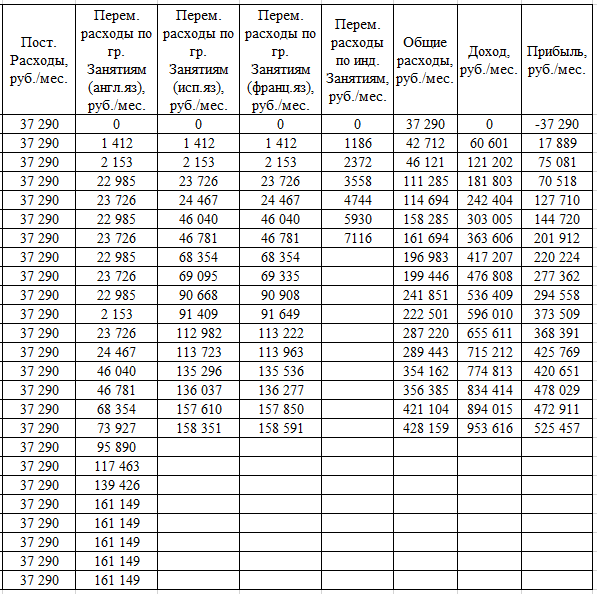 Пост. Расходы, руб./мес. | Перем. расходы по гр. Занятиям (англ.яз), руб./мес. | Перем. расходы по гр. Занятиям (исп.яз), руб./мес. | Перем. расходы по гр. Занятиям (франц.яз), руб./мес. | Перем. расходы по инд. Занятиям, руб./мес. | Общие расходы, руб./мес. | Доход, руб./мес. | Прибыль, руб./мес.
37 290 | 0 | 0 | 0 | 0 | 37 290 | 0 | -37 290
37 290 | 1 412 | 1 412 | 1 412 | 1186 | 42 712 | 60 601 | 17 889
37 290 | 2 153 | 2 153 | 2 153 | 2372 | 46 121 | 121 202 | 75 081
37 290 | 22 985 | 23 726 | 23 726 | 3558 | 111 285 | 181 803 | 70 518
37 290 | 23 726 | 24 467 | 24 467 | 4744 | 114 694 | 242 404 | 127 710
37 290 | 22 985 | 46 040 | 46 040 | 5930 | 158 285 | 303 005 | 144 720
37 290 | 23 726 | 46 781 | 46 781 | 7116 | 161 694 | 363 606 | 201 912
37 290 | 22 985 | 68 354 | 68 354 | | 196 983 | 417 207 | 220 224
37 290 | 23 726 | 69 095 | 69 335 | | 199 446 | 476 808 | 277 362
37 290 | 22 985 | 90 668 | 90 908 | | 241 851 | 536 409 | 294 558
37 290 | 2 153 | 91 409 | 91 649 | | 222 501 | 596 010 | 373 509
37 290 | 23 726 | 112 982 | 113 222 | | 287 220 | 655 611 | 368 391
37 290 | 24 467 | 113 723 | 113 963 | | 289 443 | 715 212 | 425 769
37 290 | 46 040 | 135 296 | 135 536 | | 354 162 | 774 813 | 420 651
37 290 | 46 781 | 136 037 | 136 277 | | 356 385 | 834 414 | 478 029
37 290 | 68 354 | 157 610 | 157 850 | | 421 104 | 894 015 | 472 911
37 290 | 73 927 | 158 351 | 158 591 | | 428 159 | 953 616 | 525 457
37 290 | 95 890
37 290 | 117 463
37 290 | 139 426
37 290 | 161 149
37 290 | 161 149
37 290 | 161 149
37 290 | 161 149
37 290 | 161 149